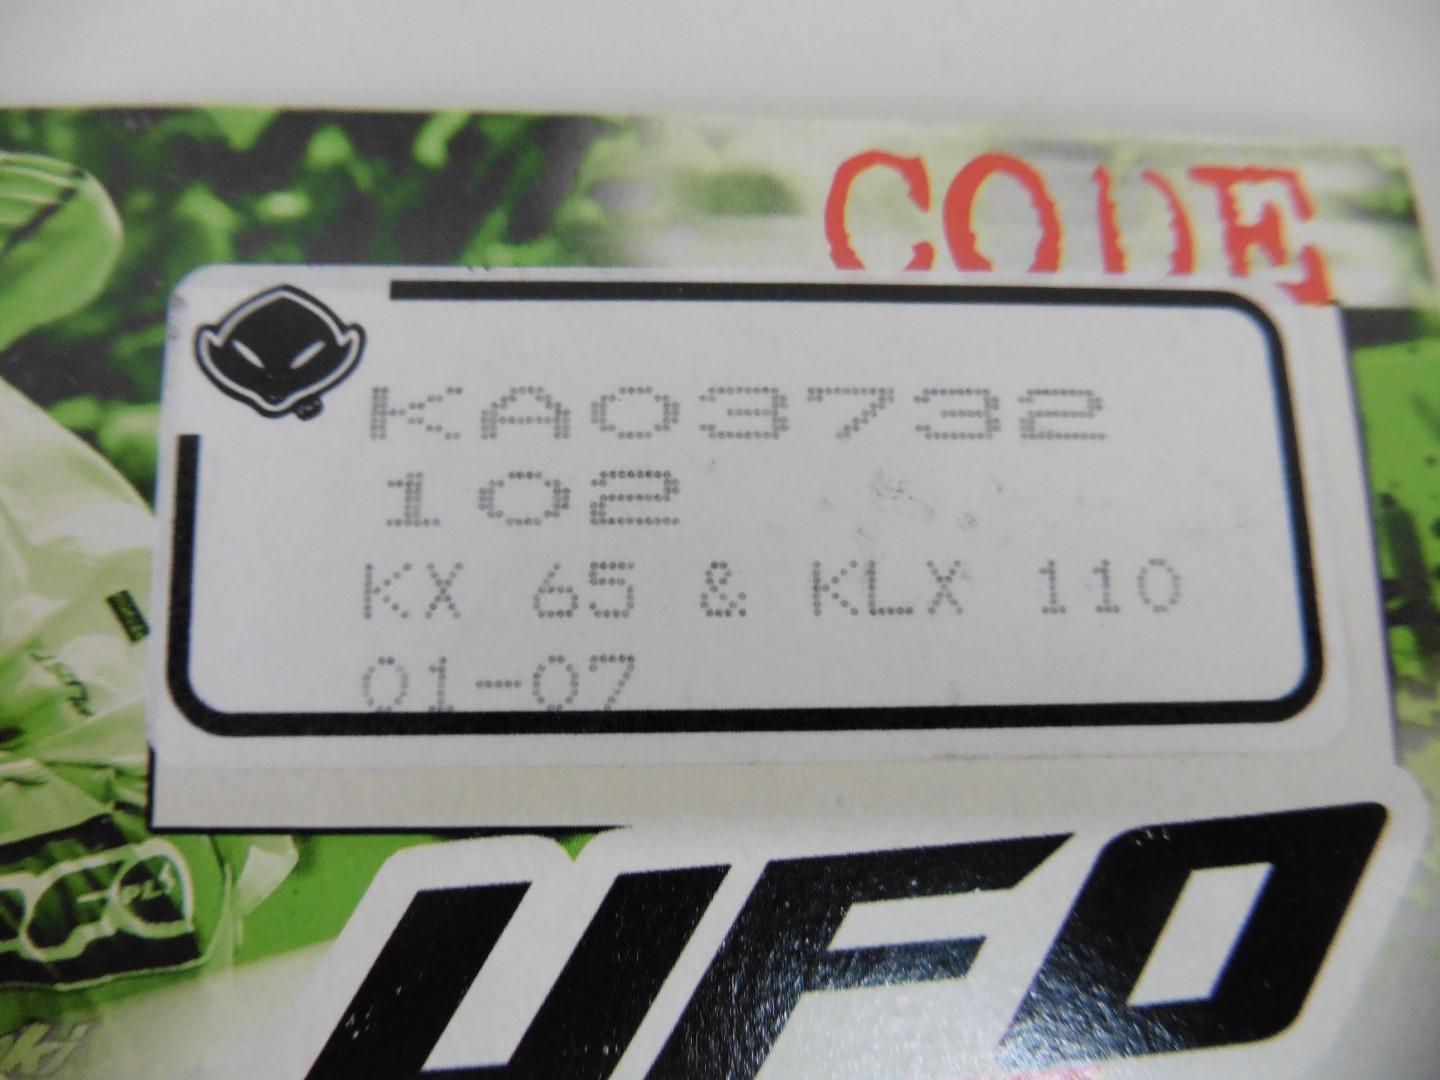 CODE
KA03732
102
KX 65 & KLX 110
01-07
UFO